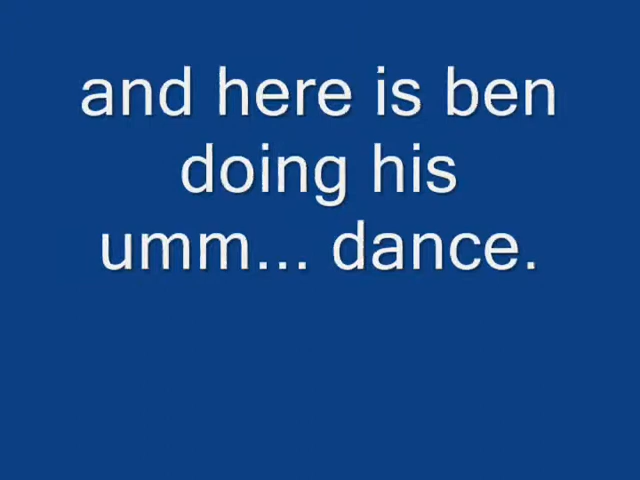 and here is ben
doing his
umm... dance.